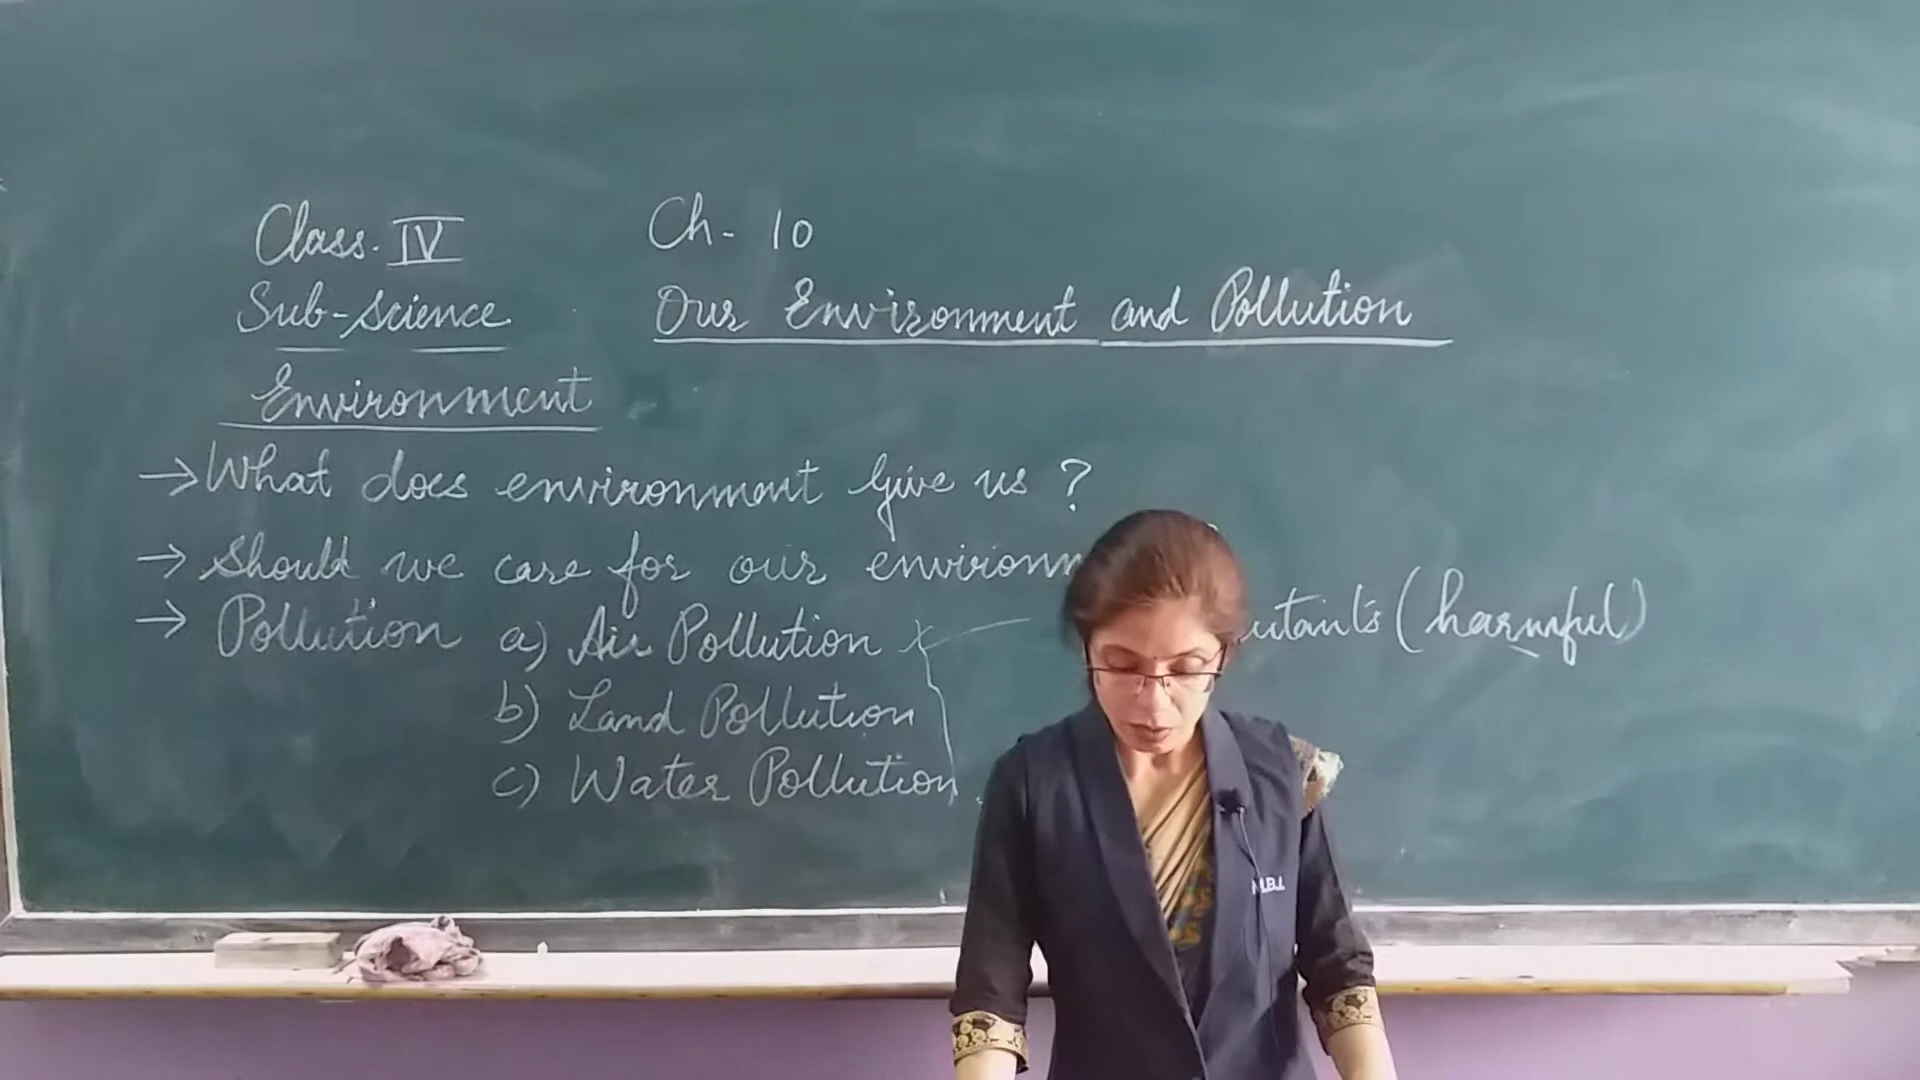 Class. IV
Ch- 10
Sub-science
Our Environment and Pollution
Environment
→ What does environment give us ?
→ Should we care for our
→ Pollution a) Air Pollution (harmful)
b) Land Pollution
c) Water Pollution